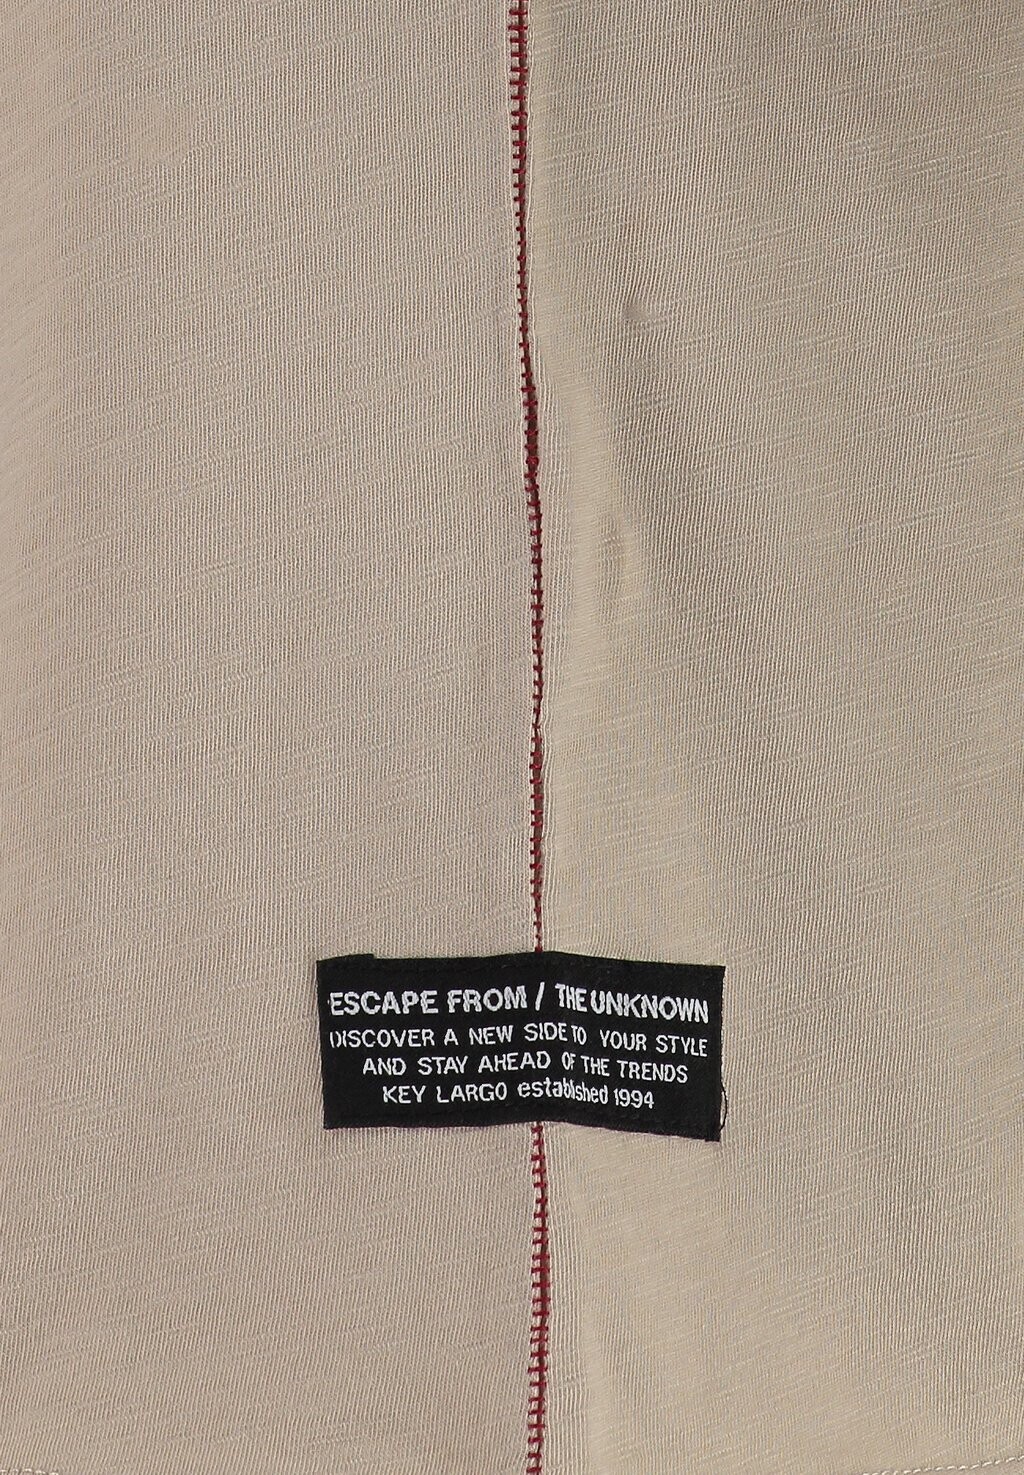 ESCAPE FROM / THE UNKNOWN
DISCOVER A NEW SIDE TO YOUR STYLE
AND STAY AHEAD OF THE TRENDS
KEY LARGO established 1994